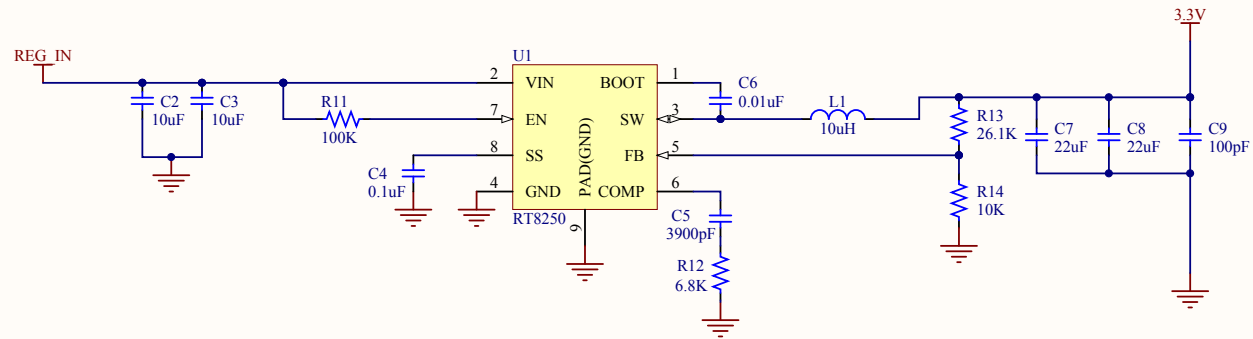 3.3V
REG_IN
U1
2
VIN
BOOT
1
C6
0.01uF
C2
10uF
C3
10uF
R11
100K
7
EN
SW
3
L1
10uH
R13
26.1K
C7
22uF
C8
22uF
C9
100pF
8
SS
FB
5
PAD(GND)
C4
0.1uF
4
GND
COMP
6
R14
10K
RT8250
9
C5
3900pF
R12
6.8K